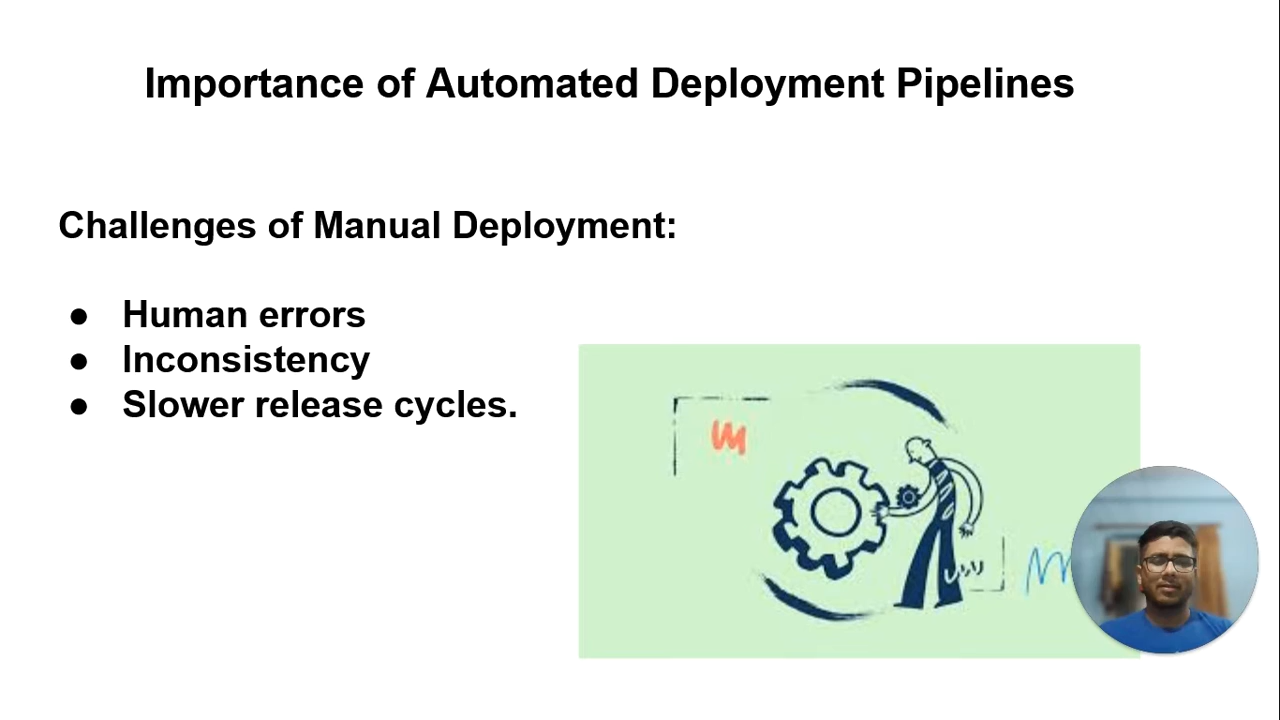 Importance of Automated Deployment Pipelines
Challenges of Manual Deployment:
● Human errors
● Inconsistency
● Slower release cycles.